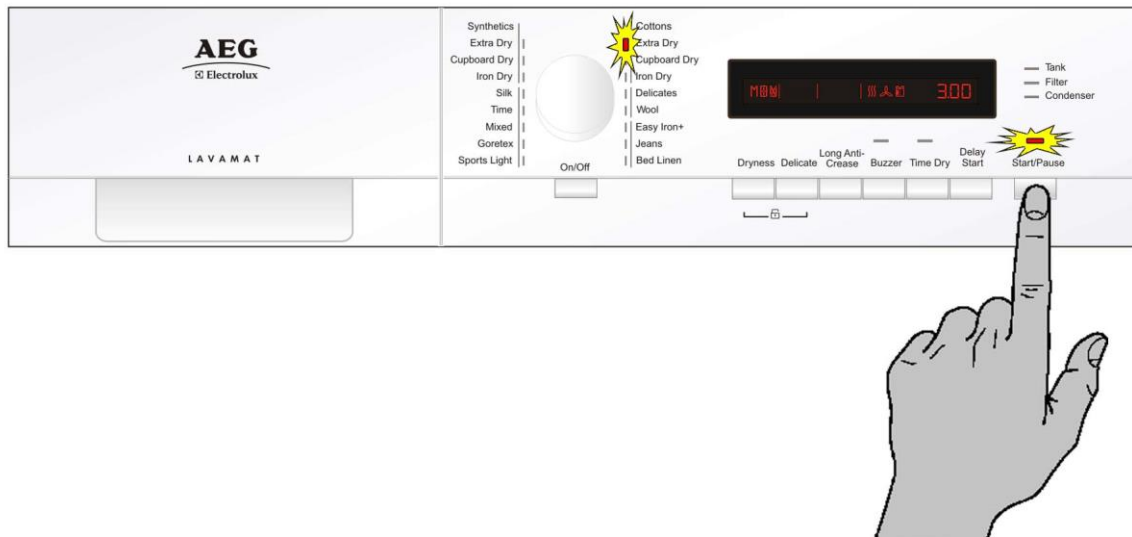 AEG
Electrolux
LAVAMAT
Synthetics
Extra Dry
Cupboard Dry
Iron Dry
Silk
Time
Mixed
Goretex
Sports Light
On/Off
Cottons
Extra Dry
Cupboard Dry
Iron Dry
Delicates
Wool
Easy Iron+
Jeans
Bed Linen
3.00
Tank
Filter
Condenser
Dryness
Delicate
Long Anti-
Crease
Buzzer
Time Dry
Delay
Start
Start/Pause